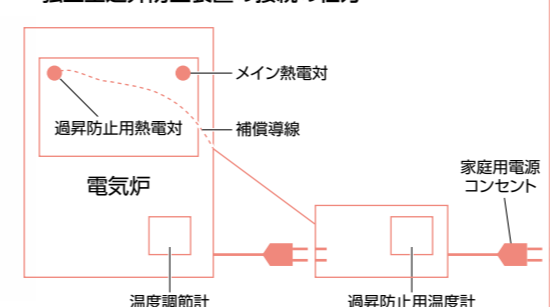 メイン熱電対
過昇防止用熱電対
補償導線
電気炉
家庭用電源
コンセント
温度調節計
過昇防止用温度計